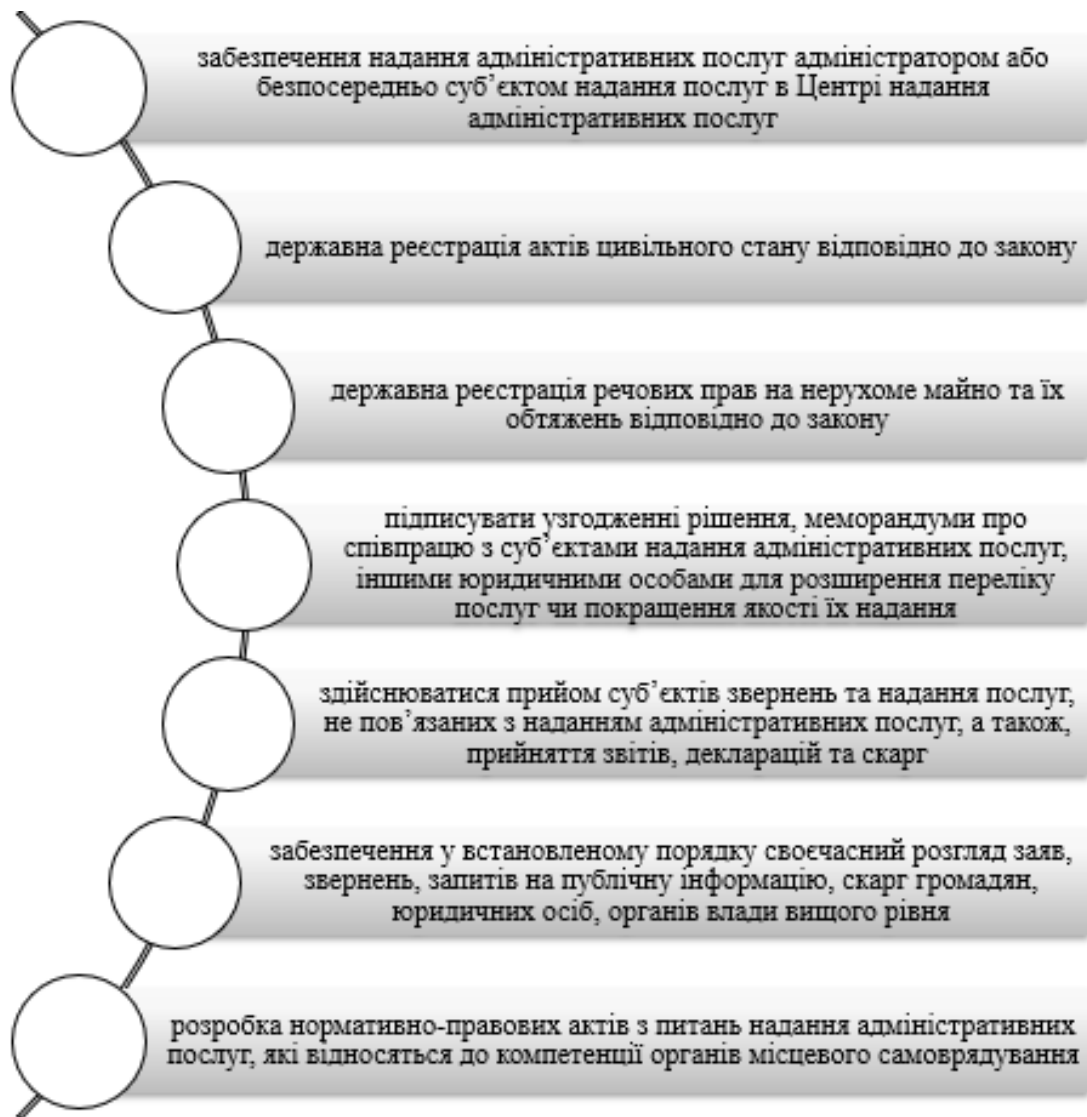 забезпечення надання адміністративних послуг адміністратором або
безпосередньо суб’єктом надання послуг в Центрі надання
адміністративних послуг
державна реєстрація актів цивільного стану відповідно до закону
державна реєстрація речових прав на нерухоме майно та їх
обтяжень відповідно до закону
підписувати узгодженні рішення, меморандуми про
співпрацю з суб’єктами надання адміністративних послуг,
іншими юридичними особами для розширення переліку
послуг чи покращення якості їх надання
здійснюватися прийом суб’єктів звернень та надання послуг,
не пов’язаних з наданням адміністративних послуг, а також,
прийняття звітів, декларацій та скарг
забезпечення у встановленому порядку своєчасний розгляд заяв,
звернень, запитів на публічну інформацію, скарг громадян,
юридичних осіб, органів влади вищого рівня
розробка нормативно-правових актів з питань надання адміністративних
послуг, які відносяться до компетенції органів місцевого самоврядування